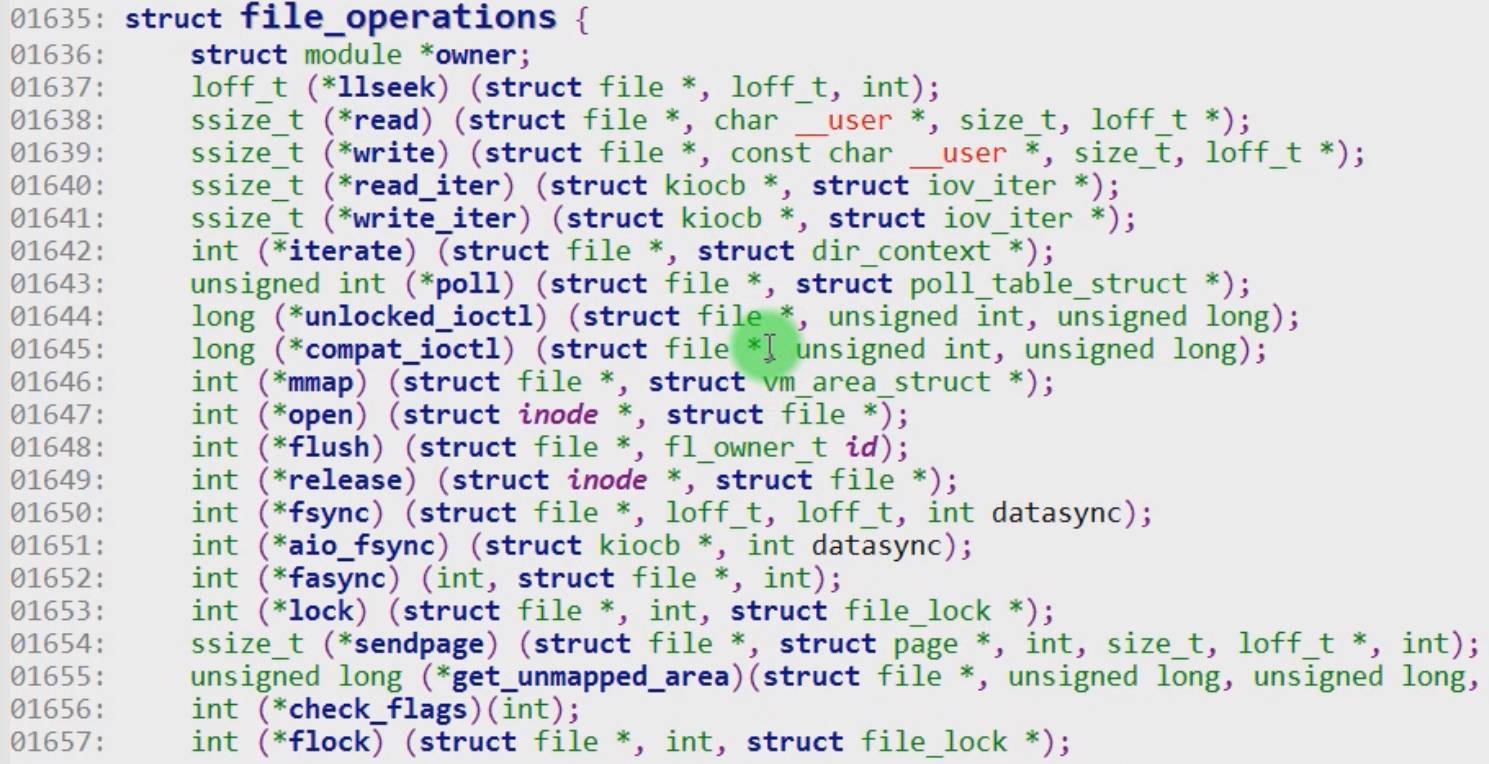 01635: struct file_operations {
01636: struct module *owner;
01637: loff_t (*llseek) (struct file *, loff_t, int);
01638: ssize_t (*read) (struct file *, char __user *, size_t, loff_t *);
01639: ssize_t (*write) (struct file *, const char __user *, size_t, loff_t *);
01640: ssize_t (*read_iter) (struct kiocb *, struct iov_iter *);
01641: ssize_t (*write_iter) (struct kiocb *, struct iov_iter *);
01642: int (*iterate) (struct file *, struct dir_context *);
01643: unsigned int (*poll) (struct file *, struct poll_table_struct *);
01644: long (*unlocked_ioctl) (struct file *, unsigned int, unsigned long);
01645: long (*compat_ioctl) (struct file *, unsigned int, unsigned long);
01646: int (*mmap) (struct file *, struct vm_area_struct *);
01647: int (*open) (struct inode *, struct file *);
01648: int (*flush) (struct file *, fl_owner_t id);
01649: int (*release) (struct inode *, struct file *);
01650: int (*fsync) (struct file *, loff_t, loff_t, int datasync);
01651: int (*aio_fsync) (struct kiocb *, int datasync);
01652: int (*fasync) (int, struct file *, int);
01653: int (*lock) (struct file *, int, struct file_lock *);
01654: ssize_t (*sendpage) (struct file *, struct page *, int, size_t, loff_t *, int);
01655: unsigned long (*get_unmapped_area)(struct file *, unsigned long, unsigned long,
01656: int (*check_flags)(int);
01657: int (*flock) (struct file *, int, struct file_lock *);